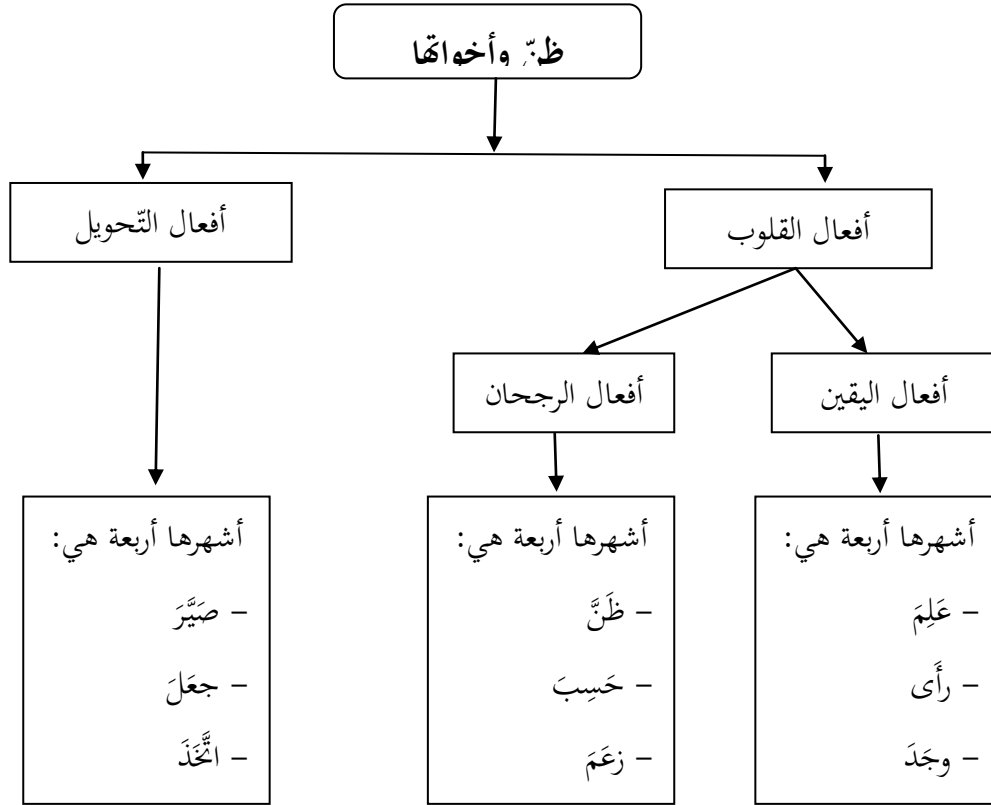 ظنّ وأخواتها
أفعال القلوب
أفعال التّحويل
أفعال اليقين
أفعال الرجحان
أشهرها أربعة هي:
– عَلِمَ
– رأَى
– وجَدَ
أشهرها أربعة هي:
– ظَنَّ
– حَسِبَ
– زعَمَ
أشهرها أربعة هي:
– صَيَّرَ
– جعَلَ
– اتَّخَذَ